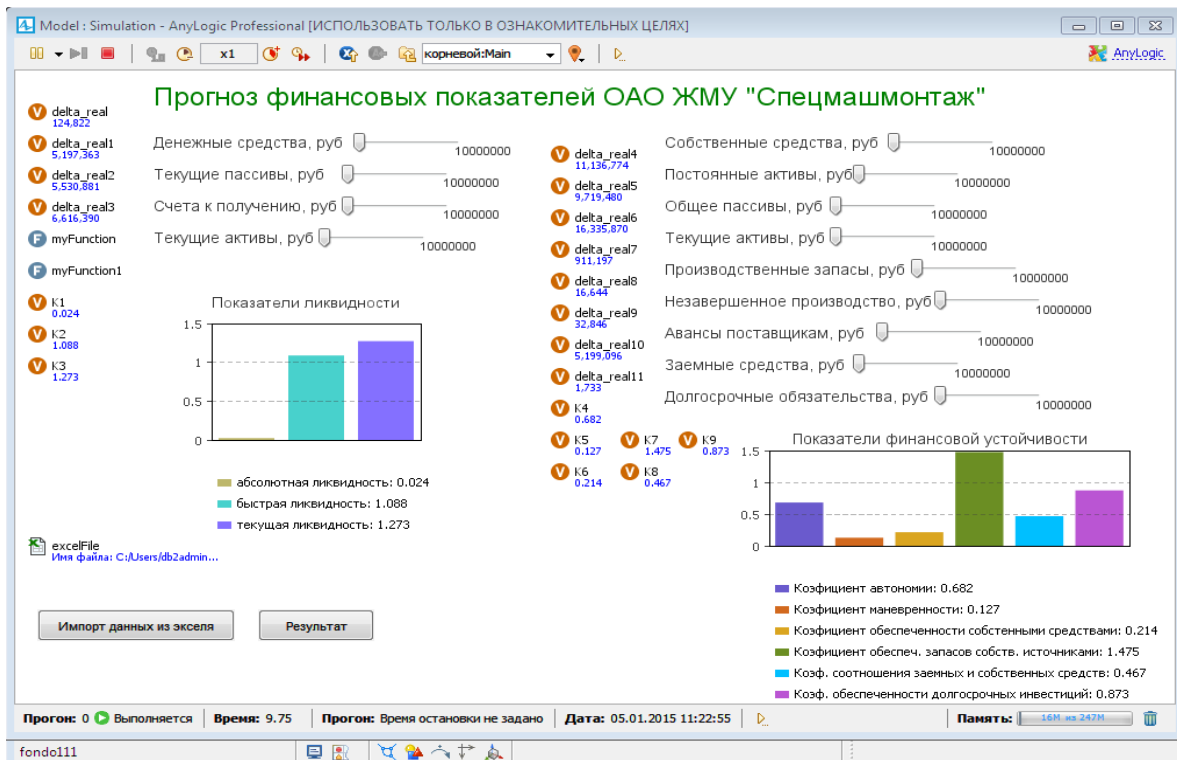 Model : Simulation - AnyLogic Professional [ИСПОЛЬЗОВАТЬ ТОЛЬКО В ОЗНАКОМИТЕЛЬНЫХ ЦЕЛЯХ]
x1
корневой:Main
AnyLogic
Прогноз финансовых показателей ОАО ЖМУ "Спецмашмонтаж"
delta_real
124,822
delta_real1
5,197,363
delta_real2
5,530,881
delta_real3
6,616,390
myFunction
myFunction1
K1
0.024
K2
1.088
K3
1.273
Денежные средства, руб 10000000
Текущие пассивы, руб 10000000
Счета к получению, руб 10000000
Текущие активы, руб 10000000
Показатели ликвидности
1.5
1
0.5
0
абсолютная ликвидность: 0.024
быстрая ликвидность: 1.088
текущая ликвидность: 1.273
excelFile
Имя файла: C:/Users/db2admin...
Импорт данных из экселя
Результат
delta_real4
11,136,774
delta_real5
9,719,480
delta_real6
16,335,870
delta_real7
911,197
delta_real8
16,644
delta_real9
32,846
delta_real10
5,199,096
delta_real11
1,733
K4
0.682
K5 K7 K9
0.127 1.475 0.873
K6 K8
0.214 0.467
Собственные средства, руб 10000000
Постоянные активы, руб 10000000
Общее пассивы, руб 10000000
Текущие активы, руб 10000000
Производственные запасы, руб 10000000
Незавершенное производство, руб 10000000
Авансы поставщикам, руб 10000000
Заемные средства, руб 10000000
Долгосрочные обязательства, руб 10000000
Показатели финансовой устойчивости
1.5
1
0.5
0
Коэфициент автономии: 0.682
Коэфициент маневренности: 0.127
Коэфициент обеспеченности собстенными средствами: 0.214
Коэфициент обеспеч. запасов собств. источниками: 1.475
Коэф. соотношения заемных и собственных средств: 0.467
Коэф. обеспеченности долгосрочных инвестиций: 0.873
Прогон: 0 Выполняется Время: 9.75 Прогон: Время остановки не задано Дата: 05.01.2015 11:22:55 Память: 16M из 247M
fondo111